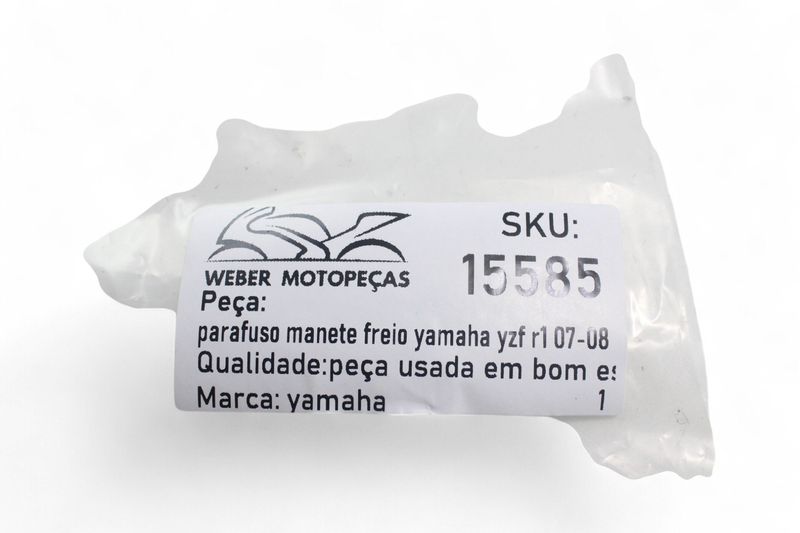 WEBER MOTOPEÇAS
SKU:
15585
Peça:
parafuso manete freio yamaha yzf r1 07-08
Qualidade:peça usada em bom es
Marca: yamaha 1